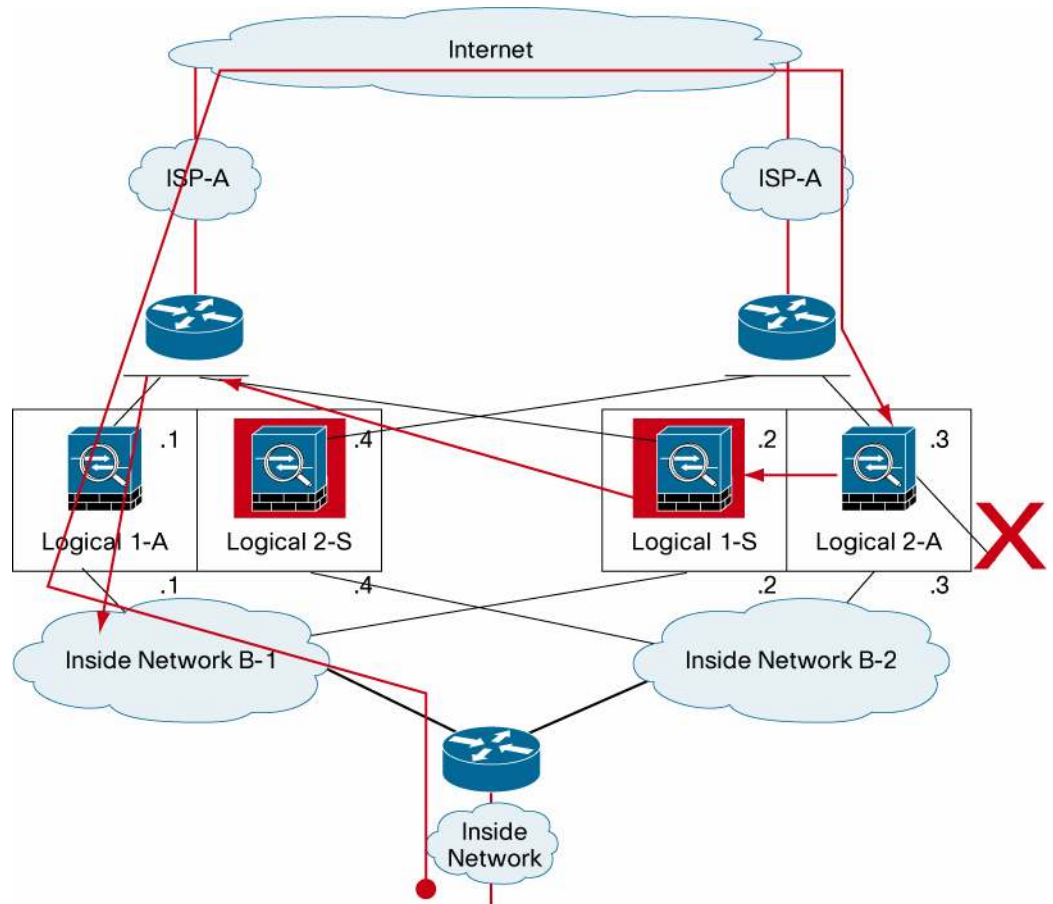 Internet
ISP-A
ISP-A
.1
.4
.2
.3
Logical 1-A
Logical 2-S
Logical 1-S
Logical 2-A
X
.1
.4
.2
.3
Inside Network B-1
Inside Network B-2
Inside
Network